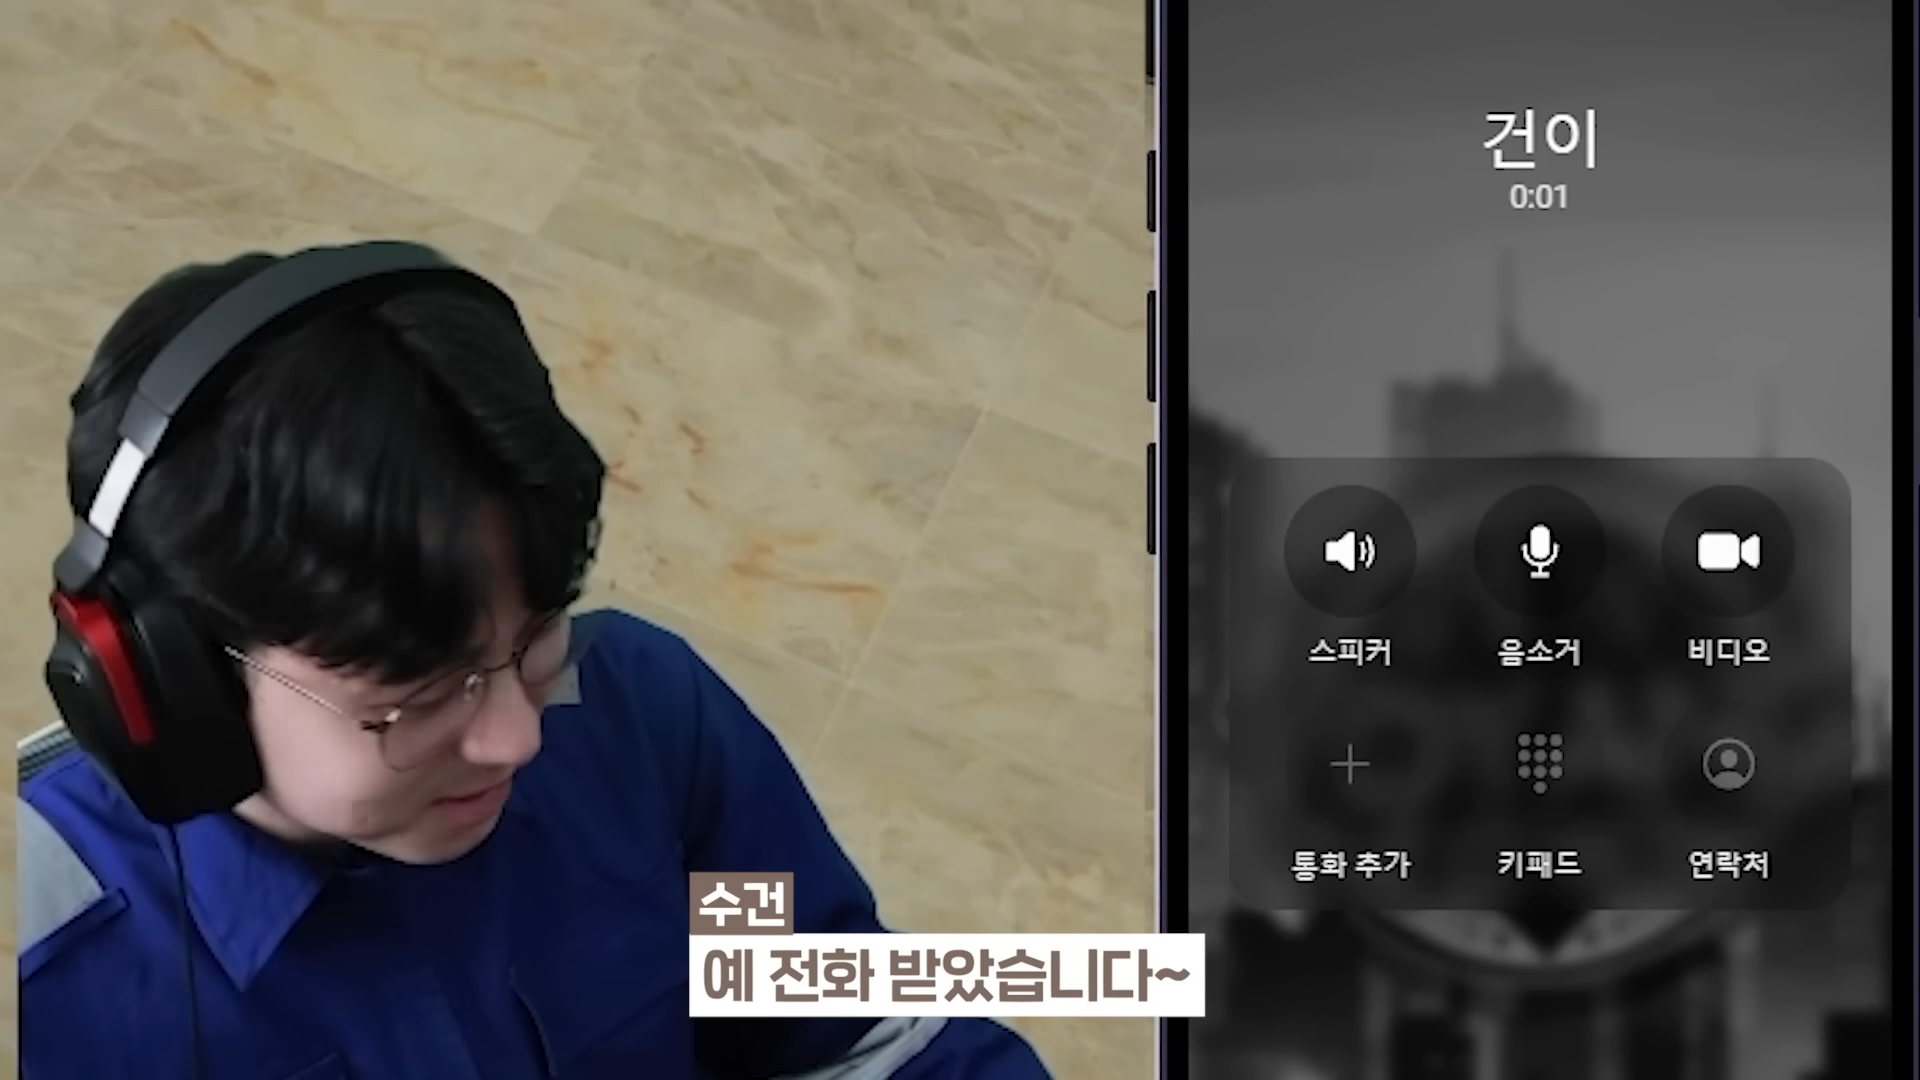 건이
0:01
스피커 음소거 비디오
통화 추가 키패드 연락처
수건
예 전화 받았습니다~